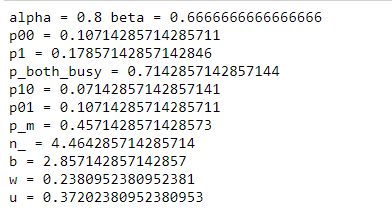 alpha = 0.8 beta = 0.6666666666666666
p00 = 0.10714285714285711
p1 = 0.17857142857142846
p_both_busy = 0.7142857142857144
p10 = 0.07142857142857141
p01 = 0.10714285714285711
p_m = 0.4571428571428573
n_ = 4.464285714285714
b = 2.857142857142857
w = 0.2380952380952381
u = 0.37202380952380953